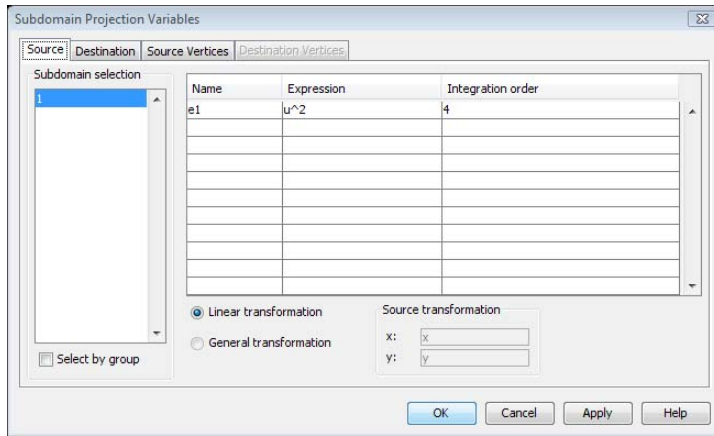 Subdomain Projection Variables
Source Destination Source Vertices Destination Vertices
Subdomain selection
1
Name Expression Integration order
e1 u^2 4
Linear transformation
General transformation
Source transformation
x: x
y: y
Select by group
OK Cancel Apply Help